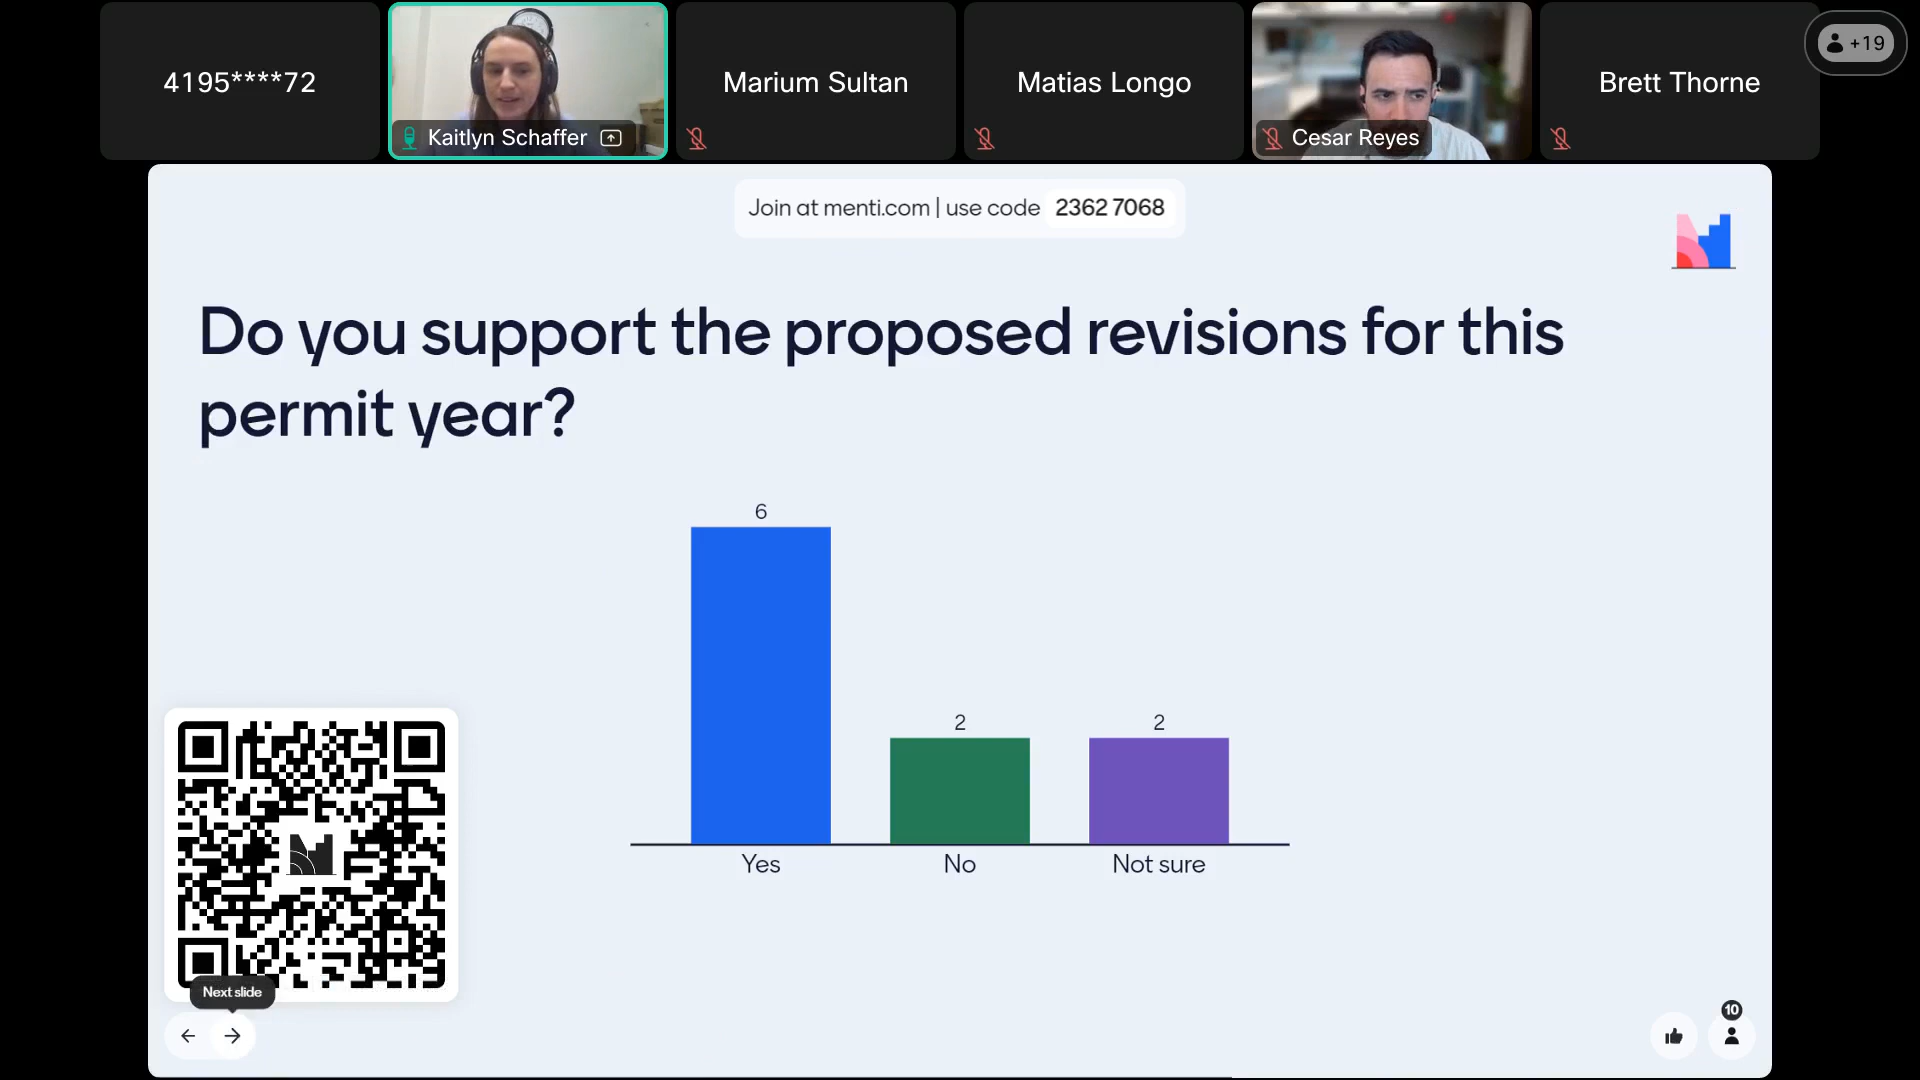 4195****72
Kaitlyn Schaffer
Marium Sultan
Matias Longo
Cesar Reyes
Brett Thorne
+19
Join at menti.com | use code 2362 7068
Do you support the proposed revisions for this
permit year?
6
2
2
Yes
No
Not sure
Next slide
10